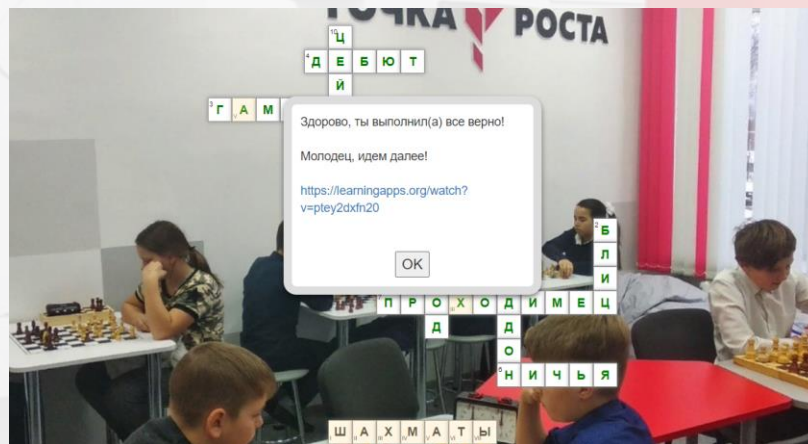 ТОЧКА РОСТА
Ц
ДЕБЮТ
Й
ГАМ
Здорово, ты выполнил(а) все верно!
Молодец, идем далее!
https://learningapps.org/watch?
v=ptey2dxfn20
OK
Б
Л
И
ПРОХОДИМЕЦ
Д Д
О
НИЧЬЯ
ШАХМАТЫ